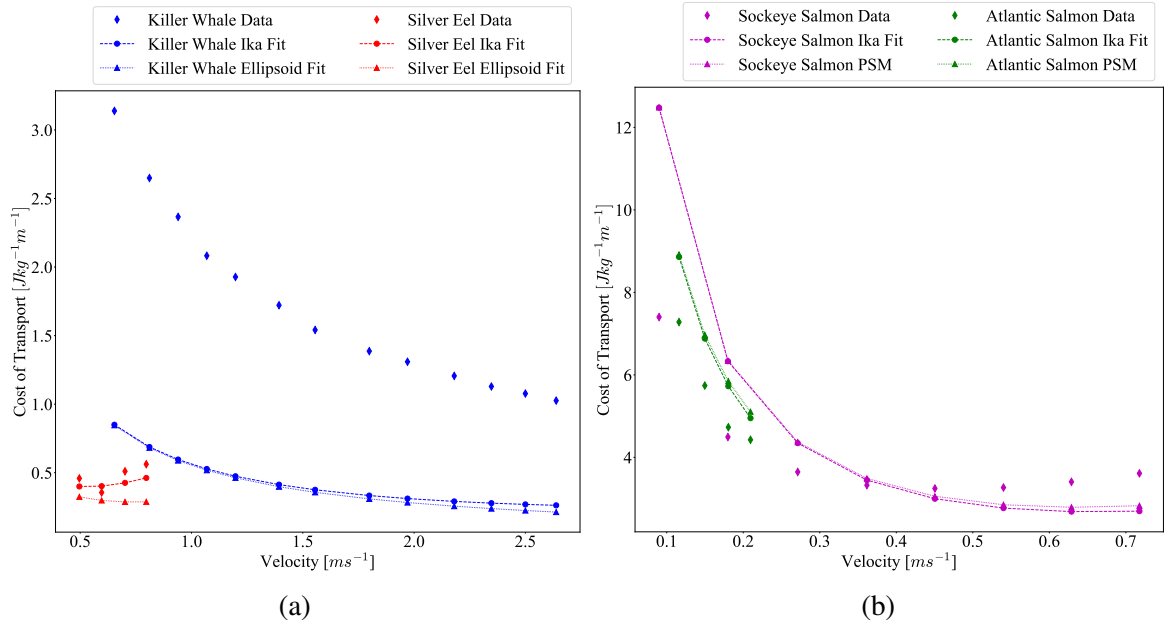 Killer Whale Data Silver Eel Data
Killer Whale Ika Fit Silver Eel Ika Fit
Killer Whale Ellipsoid Fit Silver Eel Ellipsoid Fit
3.0
2.5
2.0
1.5
1.0
0.5
Cost of Transport [Jkg⁻¹m⁻¹]
0.5 1.0 1.5 2.0 2.5
Velocity [ms⁻¹]
(a)
Sockeye Salmon Data Atlantic Salmon Data
Sockeye Salmon Ika Fit Atlantic Salmon Ika Fit
Sockeye Salmon PSM Atlantic Salmon PSM
12
10
8
6
4
Cost of Transport [Jkg⁻¹m⁻¹]
0.1 0.2 0.3 0.4 0.5 0.6 0.7
Velocity [ms⁻¹]
(b)